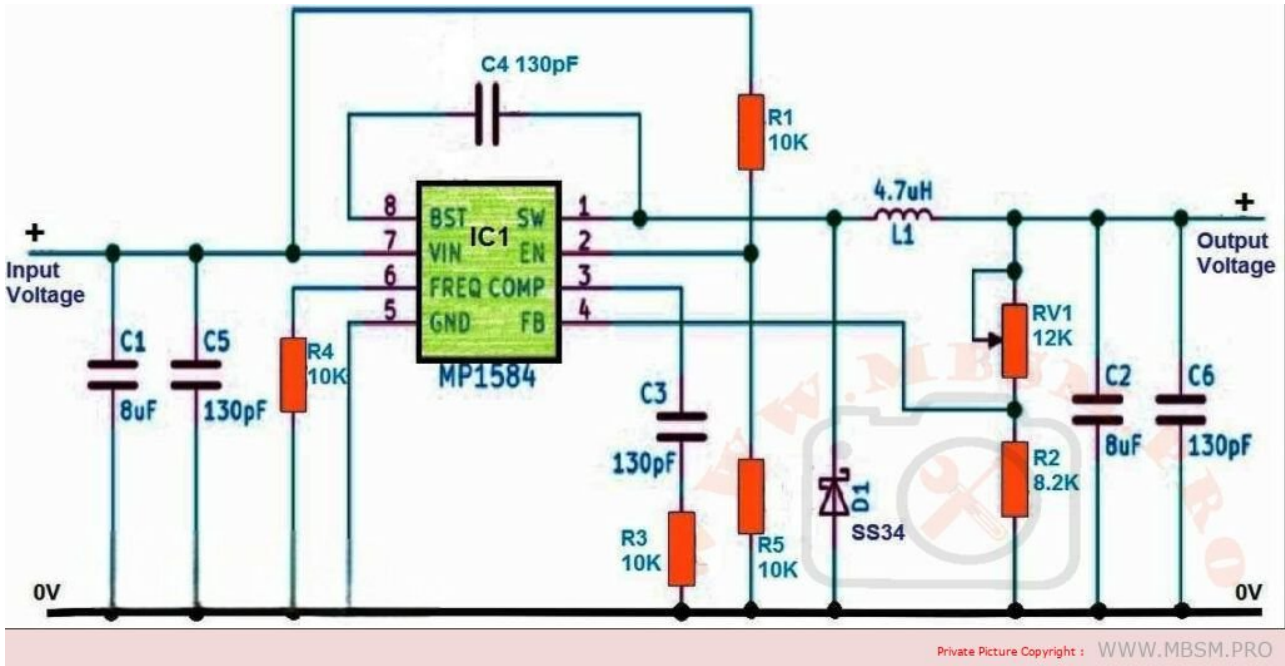 C4 130pF
R1
10K
8 BST SW 1
IC1
7 VIN EN 2
6 FREQ COMP 3
5 GND FB 4
MP1584
4.7uH
L1
+
Input
Voltage
+
Output
Voltage
C1
8uF
C5
130pF
R4
10K
C3
130pF
R3
10K
R5
10K
D1
SS34
RV1
12K
R2
8.2K
C2
8uF
C6
130pF
0V
0V
WWW.MBSM.PRO
Private Picture Copyright : WWW.MBSM.PRO